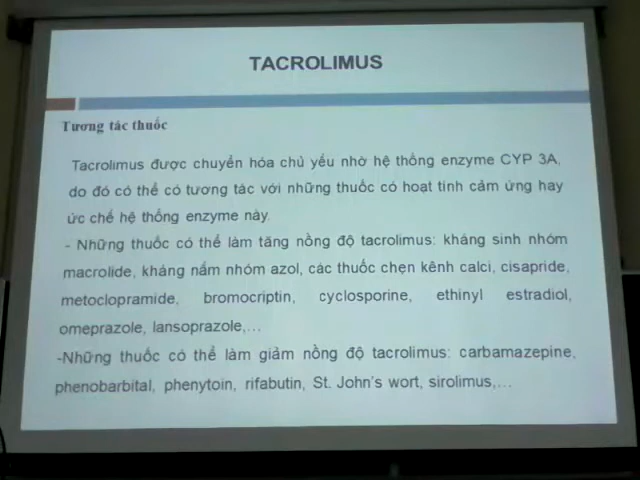 TACROLIMUS
Tương tác thuốc
Tacrolimus được chuyển hóa chủ yếu nhờ hệ thống enzyme CYP 3A,
do đó có thể có tương tác với những thuốc có hoạt tính cảm ứng hay
ức chế hệ thống enzyme này.
- Những thuốc có thể làm tăng nồng độ tacrolimus: kháng sinh nhóm
macrolide, kháng nấm nhóm azol, các thuốc chẹn kênh calci, cisapride,
metoclopramide, bromocriptin, cyclosporine, ethinyl estradiol,
omeprazole, lansoprazole,...
-Những thuốc có thể làm giảm nồng độ tacrolimus: carbamazepine,
phenobarbital, phenytoin, rifabutin, St. John's wort, sirolimus,...